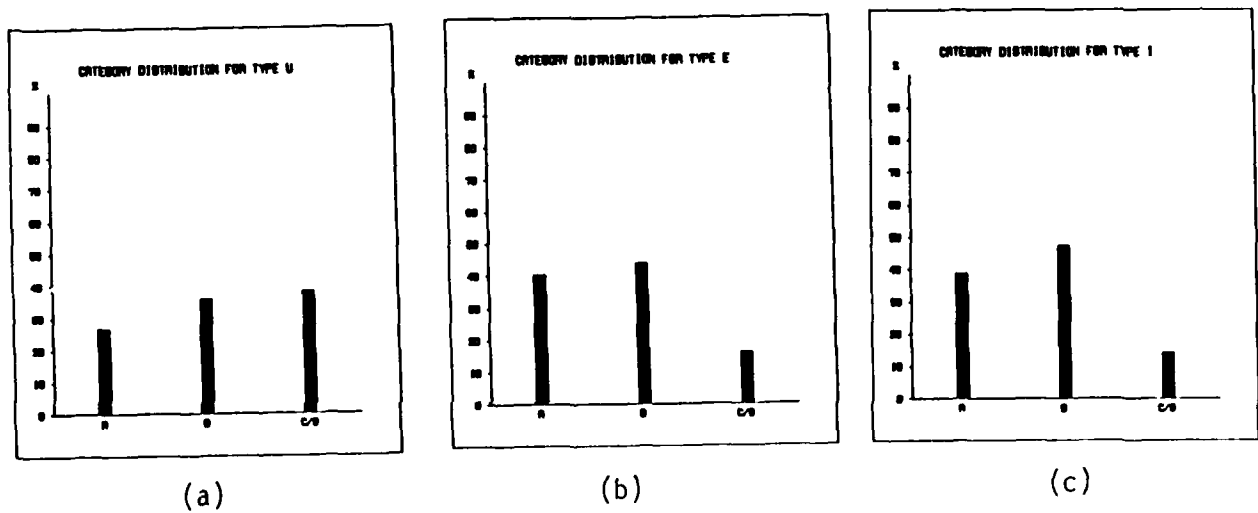 CATEGORY DISTRIBUTION FOR TYPE U
%
90
80
70
60
50
40
30
20
10
0
A
B
C/D
(a)
CATEGORY DISTRIBUTION FOR TYPE E
%
90
80
70
60
50
40
30
20
10
0
A
B
C/D
(b)
CATEGORY DISTRIBUTION FOR TYPE I
%
90
80
70
60
50
40
30
20
10
0
A
B
C/D
(c)